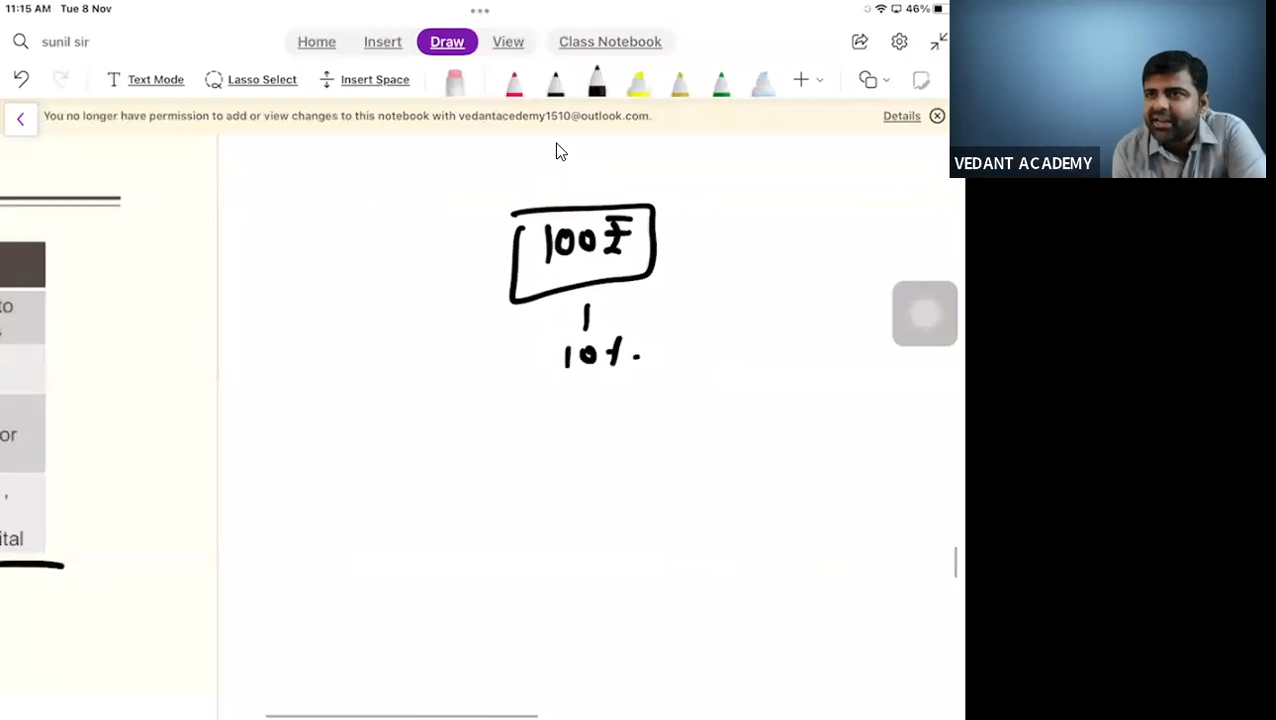 11:15 AM Tue 8 Nov
46%
sunil sir
Home Insert Draw View Class Notebook
Text Mode Lasso Select Insert Space
You no longer have permission to add or view changes to this notebook with vedantacedemy1510@outlook.com. Details
VEDANT ACADEMY
100₹
10%.
to
or
,
ital